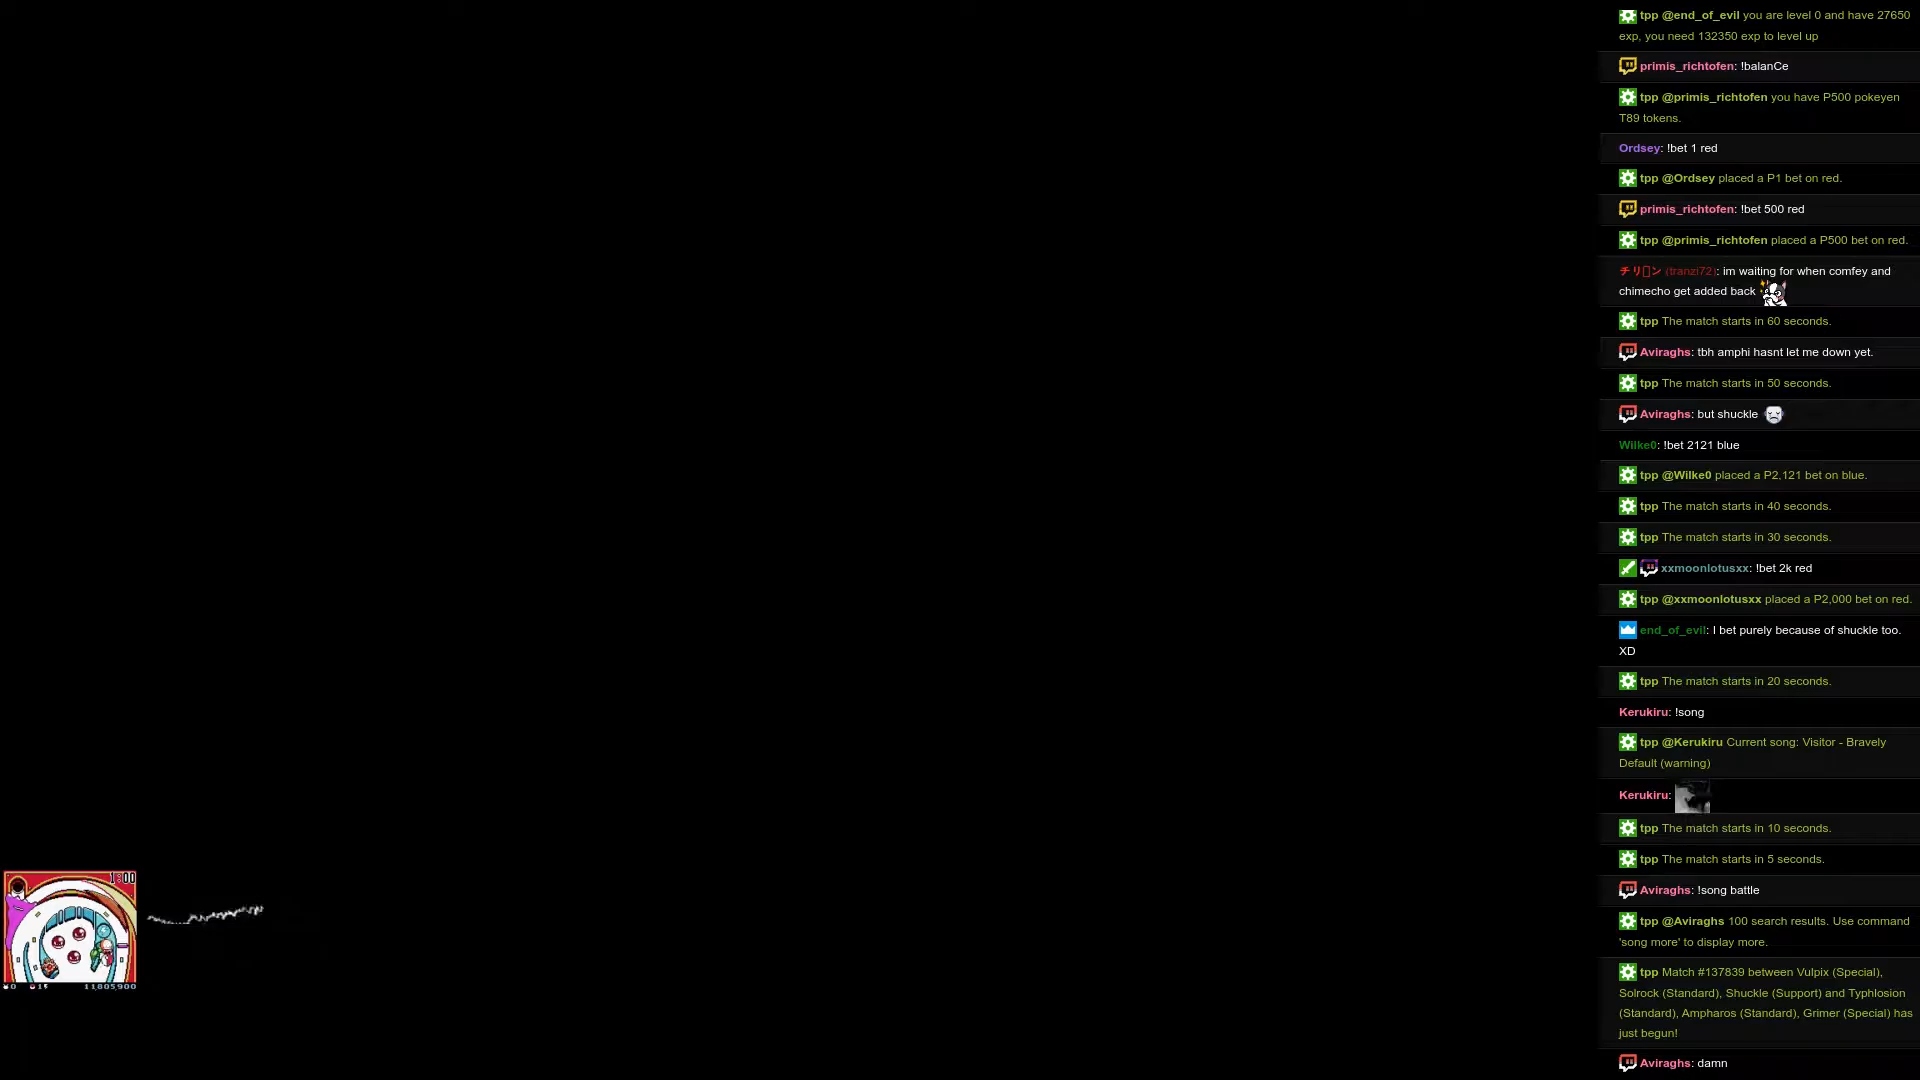 tpp @end_of_evil you are level 0 and have 27650
exp, you need 132350 exp to level up
primis_richtofen: !balanCe
tpp @primis_richtofen you have P500 pokeyen
T89 tokens.
Ordsey: !bet 1 red
tpp @Ordsey placed a P1 bet on red.
primis_richtofen: !bet 500 red
tpp @primis_richtofen placed a P500 bet on red.
チリ▯ン (tranzi72): im waiting for when comfey and
chimecho get added back
tpp The match starts in 60 seconds.
Aviraghs: tbh amphi hasnt let me down yet.
tpp The match starts in 50 seconds.
Aviraghs: but shuckle
Wilke0: !bet 2121 blue
tpp @Wilke0 placed a P2,121 bet on blue.
tpp The match starts in 40 seconds.
tpp The match starts in 30 seconds.
xxmoonlotusxx: !bet 2k red
tpp @xxmoonlotusxx placed a P2,000 bet on red.
end_of_evil: I bet purely because of shuckle too.
XD
tpp The match starts in 20 seconds.
Kerukiru: !song
tpp @Kerukiru Current song: Visitor - Bravely
Default (warning)
Kerukiru:
tpp The match starts in 10 seconds.
tpp The match starts in 5 seconds.
Aviraghs: !song battle
tpp @Aviraghs 100 search results. Use command
'song more' to display more.
tpp Match #137839 between Vulpix (Special),
Solrock (Standard), Shuckle (Support) and Typhlosion
(Standard), Ampharos (Standard), Grimer (Special) has
just begun!
Aviraghs: damn
1:00
11,805,900